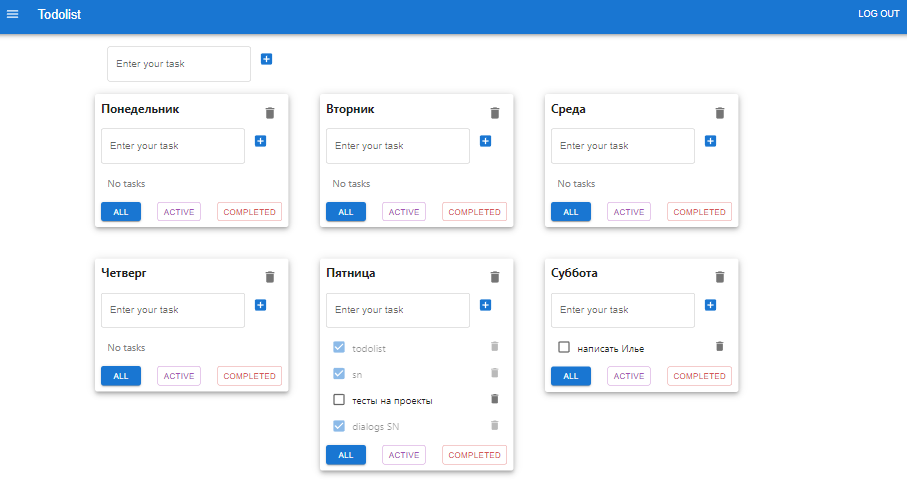 Todolist LOG OUT
Enter your task
Понедельник Вторник Среда
Enter your task Enter your task Enter your task
No tasks No tasks No tasks
ALL ACTIVE COMPLETED ALL ACTIVE COMPLETED ALL ACTIVE COMPLETED
Четверг Пятница Суббота
Enter your task Enter your task Enter your task
No tasks todolist написать Илье
ALL ACTIVE COMPLETED sn ALL ACTIVE COMPLETED
тесты на проекты
dialogs SN
ALL ACTIVE COMPLETED